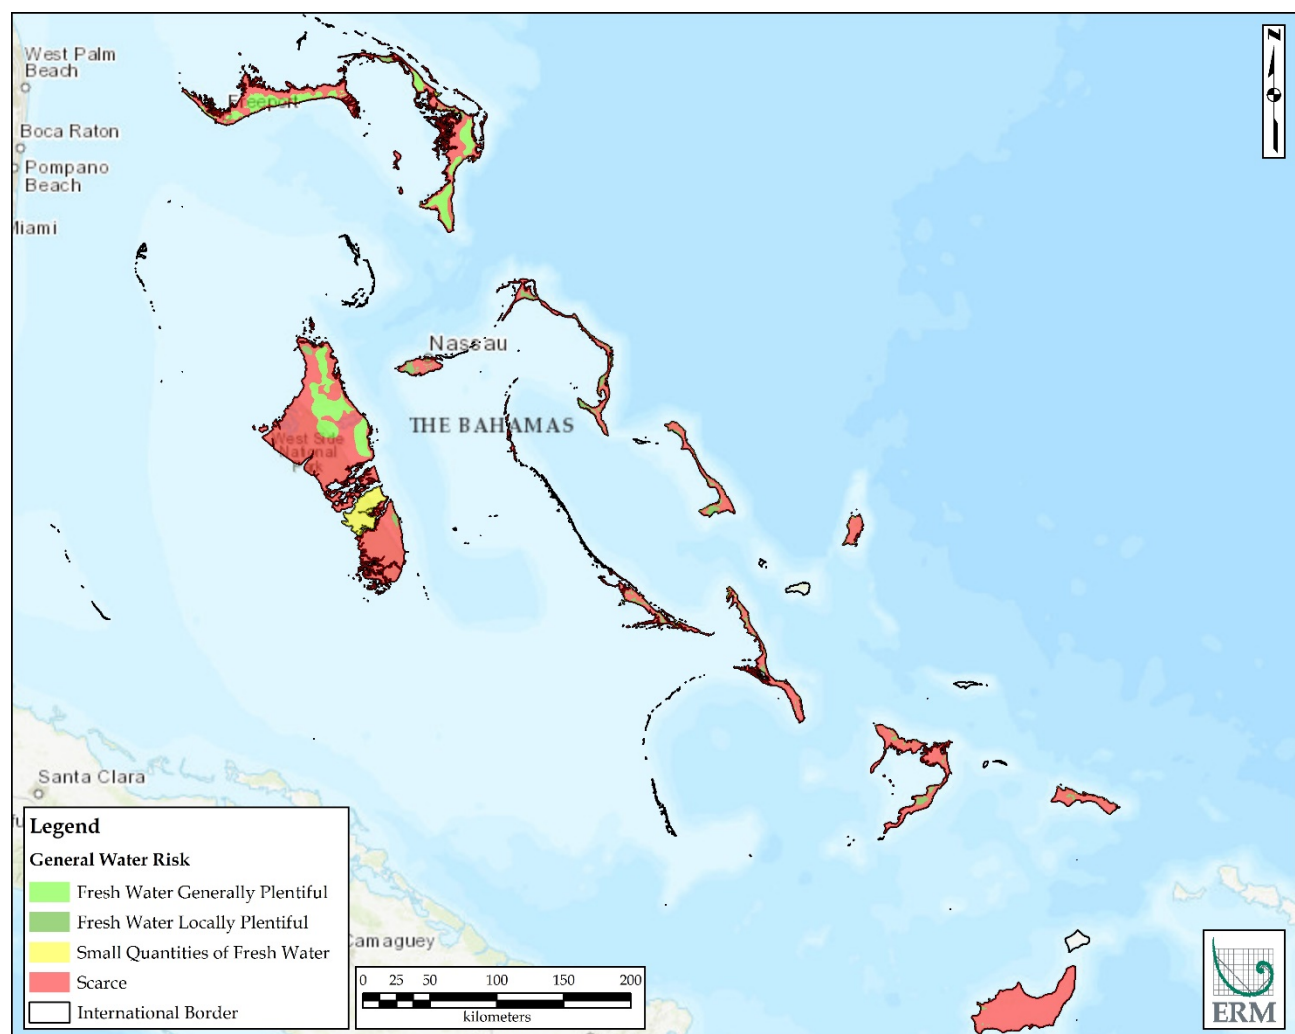 West Palm
Beach
Boca Raton
Pompano
Beach
Miami
Freeport
Nassau
THE BAHAMAS
West Side
National
Park
Santa Clara
Camaguey
Legend
General Water Risk
Fresh Water Generally Plentiful
Fresh Water Locally Plentiful
Small Quantities of Fresh Water
Scarce
International Border
0 25 50 100 150 200
kilometers
N
ERM